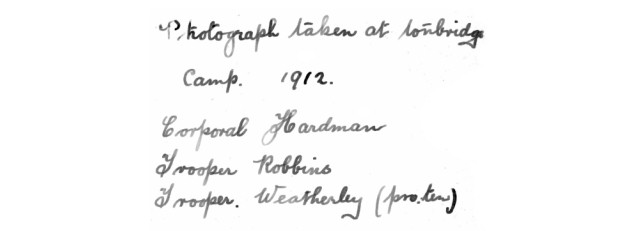 Photograph taken at Tonbridge
Camp. 1912.
Corporal Hardman
Trooper Robbins
Trooper. Weatherley (pro. tem)